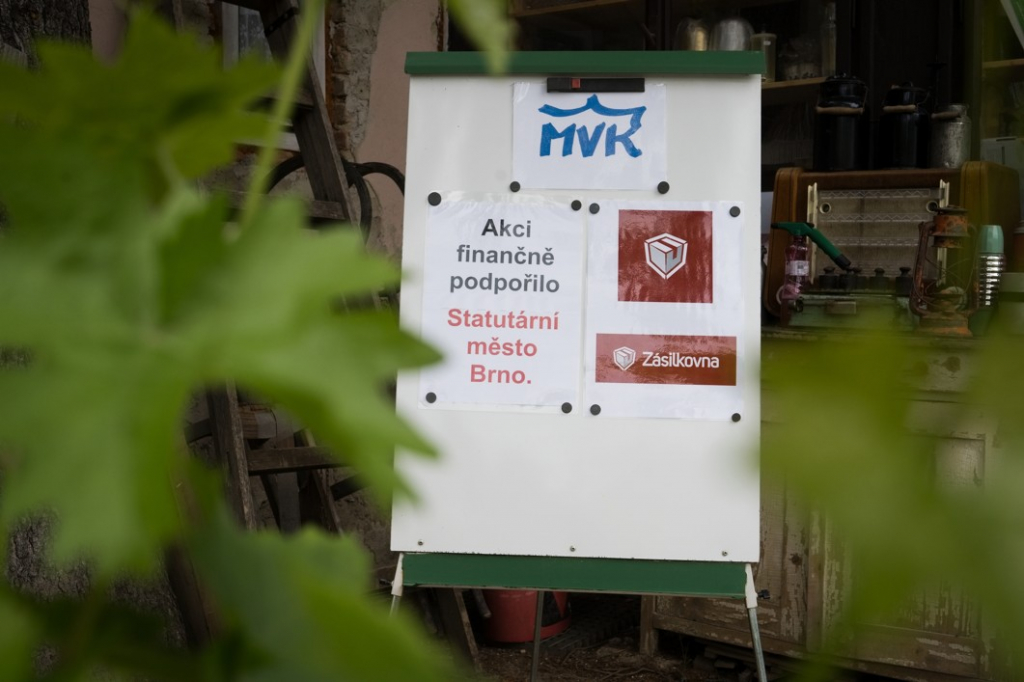 MVK
Akci
finančně
podpořilo
Statutární
město
Brno.
Zásilkovna